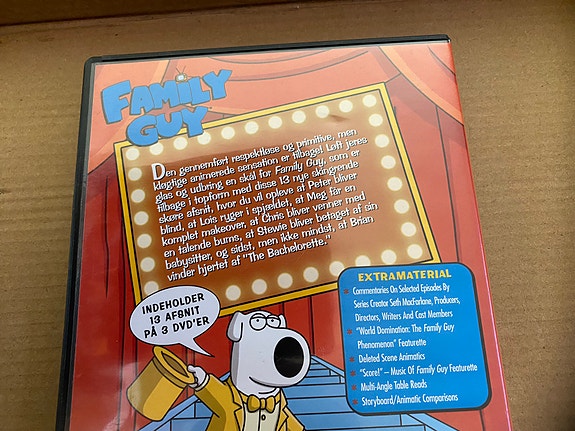 FAMILY
GUY
Den gennemført respektløse og primitive, men
kløgtige animerede sensation er tilbage! Løft jeres
glas og udbring en skål for Family Guy, som er
tilbage i topform med disse 13 nye skingrende
skøre afsnit, hvor du vil opleve at Peter bliver
blind, at Lois ryger i spjældet, at Meg får en
komplet makeover, at Chris bliver venner med
en talende bums, at Stewie bliver betaget af sin
babysitter, og sidst, men ikke mindst, at Brian
vinder hjertet af "The Bachelorette."
INDEHOLDER
13 AFSNIT
PÅ 3 DVD'ER
EXTRAMATERIAL
Commentaries On Selected Episodes By
Series Creator Seth MacFarlane, Producers,
Directors, Writers And Cast Members
"World Domination: The Family Guy
Phenomenon" Featurette
Deleted Scene Animatics
"Score!" – Music Of Family Guy Featurette
Multi-Angle Table Reads
Storyboard/Animatic Comparisons